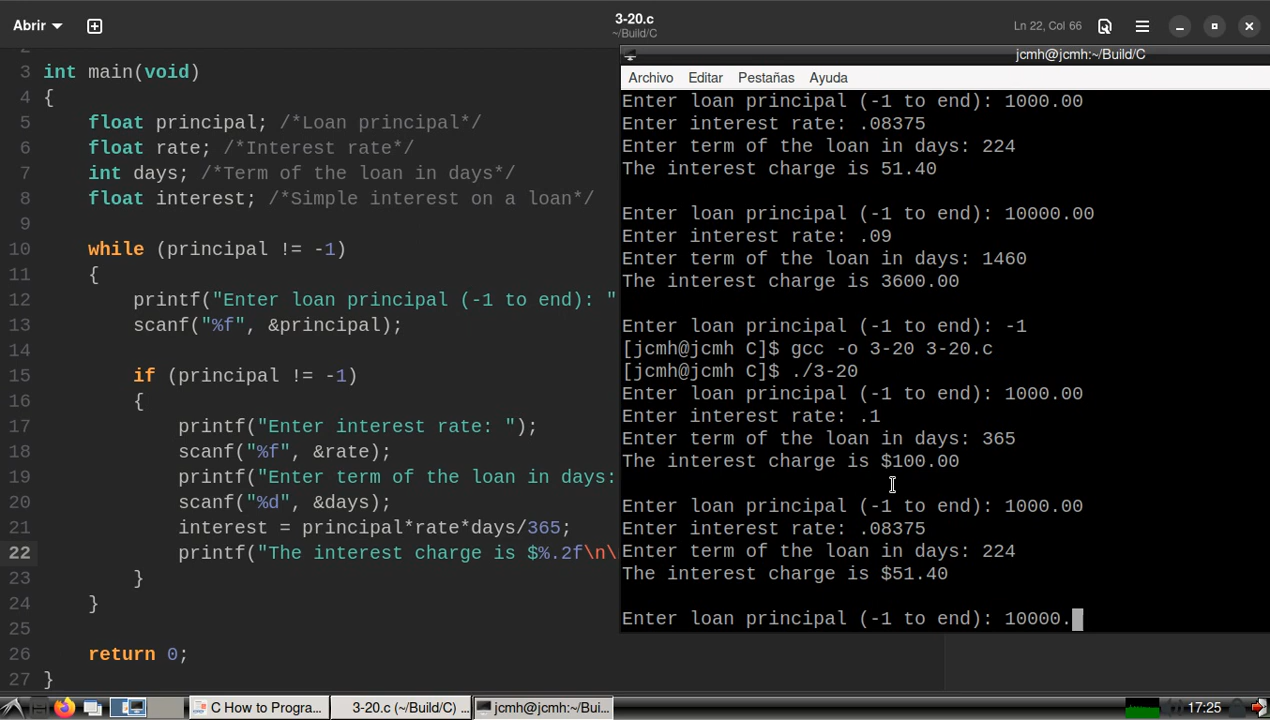 Abrir
3-20.c
~/Build/C
Ln 22, Col 66
jcmh@jcmh:~/Build/C
Archivo Editar Pestañas Ayuda
3 int main(void)
4 {
5 float principal; /*Loan principal*/
6 float rate; /*Interest rate*/
7 int days; /*Term of the loan in days*/
8 float interest; /*Simple interest on a loan*/
9
10 while (principal != -1)
11 {
12 printf("Enter loan principal (-1 to end): "
13 scanf("%f", &principal);
14
15 if (principal != -1)
16 {
17 printf("Enter interest rate: ");
18 scanf("%f", &rate);
19 printf("Enter term of the loan in days:
20 scanf("%d", &days);
21 interest = principal*rate*days/365;
22 printf("The interest charge is $%.2f\n\
23 }
24 }
25
26 return 0;
27 }
Enter loan principal (-1 to end): 1000.00
Enter interest rate: .08375
Enter term of the loan in days: 224
The interest charge is 51.40
Enter loan principal (-1 to end): 10000.00
Enter interest rate: .09
Enter term of the loan in days: 1460
The interest charge is 3600.00
Enter loan principal (-1 to end): -1
[jcmh@jcmh C]$ gcc -o 3-20 3-20.c
[jcmh@jcmh C]$ ./3-20
Enter loan principal (-1 to end): 1000.00
Enter interest rate: .1
Enter term of the loan in days: 365
The interest charge is $100.00
Enter loan principal (-1 to end): 1000.00
Enter interest rate: .08375
Enter term of the loan in days: 224
The interest charge is $51.40
Enter loan principal (-1 to end): 10000.
C How to Progra...
3-20.c (~/Build/C) ...
jcmh@jcmh:~/Bui...
17:25